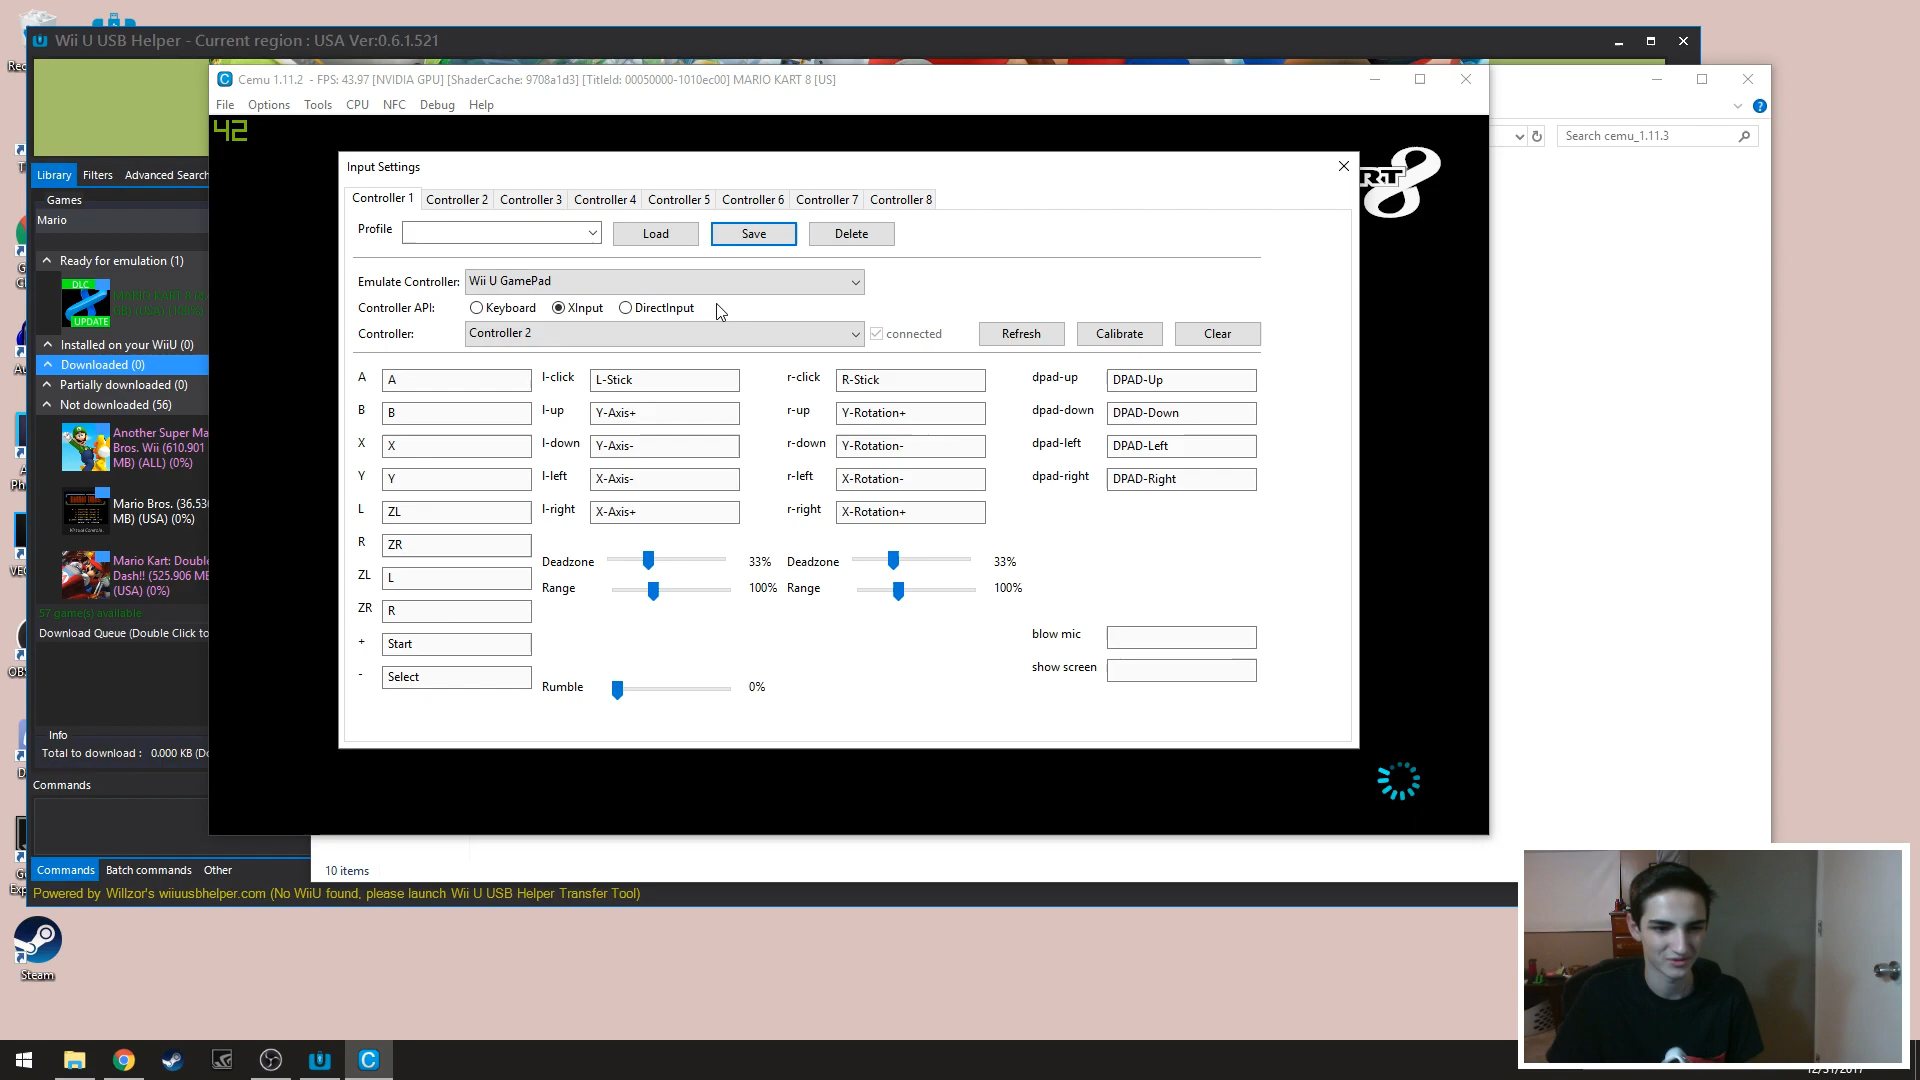 Wii U USB Helper - Current region : USA Ver:0.6.1.521
Cemu 1.11.2 - FPS: 43.97 [NVIDIA GPU] [ShaderCache: 9708a1d3] [TitleId: 00050000-1010ec00] MARIO KART 8 [US]
File Options Tools CPU NFC Debug Help
42
Search cemu_1.11.3
Library Filters Advanced Search
Games
Mario
Ready for emulation (1)
DLC
UPDATE
Installed on your WiiU (0)
Downloaded (0)
Partially downloaded (0)
Not downloaded (56)
Another Super Ma
Bros. Wii (610.901
MB) (ALL) (0%)
Mario Bros. (36.530
MB) (USA) (0%)
Mario Kart: Double
Dash!! (525.906 MB
(USA) (0%)
57 game(s) available
Download Queue (Double Click to
Info
Total to download : 0.000 KB (Do
Commands
Commands Batch commands Other
Powered by Willzor's wiiuusbhelper.com (No WiiU found, please launch Wii U USB Helper Transfer Tool)
10 items
RT 8
Input Settings
Controller 1 Controller 2 Controller 3 Controller 4 Controller 5 Controller 6 Controller 7 Controller 8
Profile Load Save Delete
Emulate Controller: Wii U GamePad
Controller API: Keyboard XInput DirectInput
Controller: Controller 2 connected Refresh Calibrate Clear
A A l-click L-Stick r-click R-Stick dpad-up DPAD-Up
B B l-up Y-Axis+ r-up Y-Rotation+ dpad-down DPAD-Down
X X l-down Y-Axis- r-down Y-Rotation- dpad-left DPAD-Left
Y Y l-left X-Axis- r-left X-Rotation- dpad-right DPAD-Right
L ZL l-right X-Axis+ r-right X-Rotation+
R ZR
Deadzone 33% Deadzone 33%
ZL L
Range 100% Range 100%
ZR R
+ Start
blow mic
- Select
show screen
Rumble 0%
Steam
12/31/2017